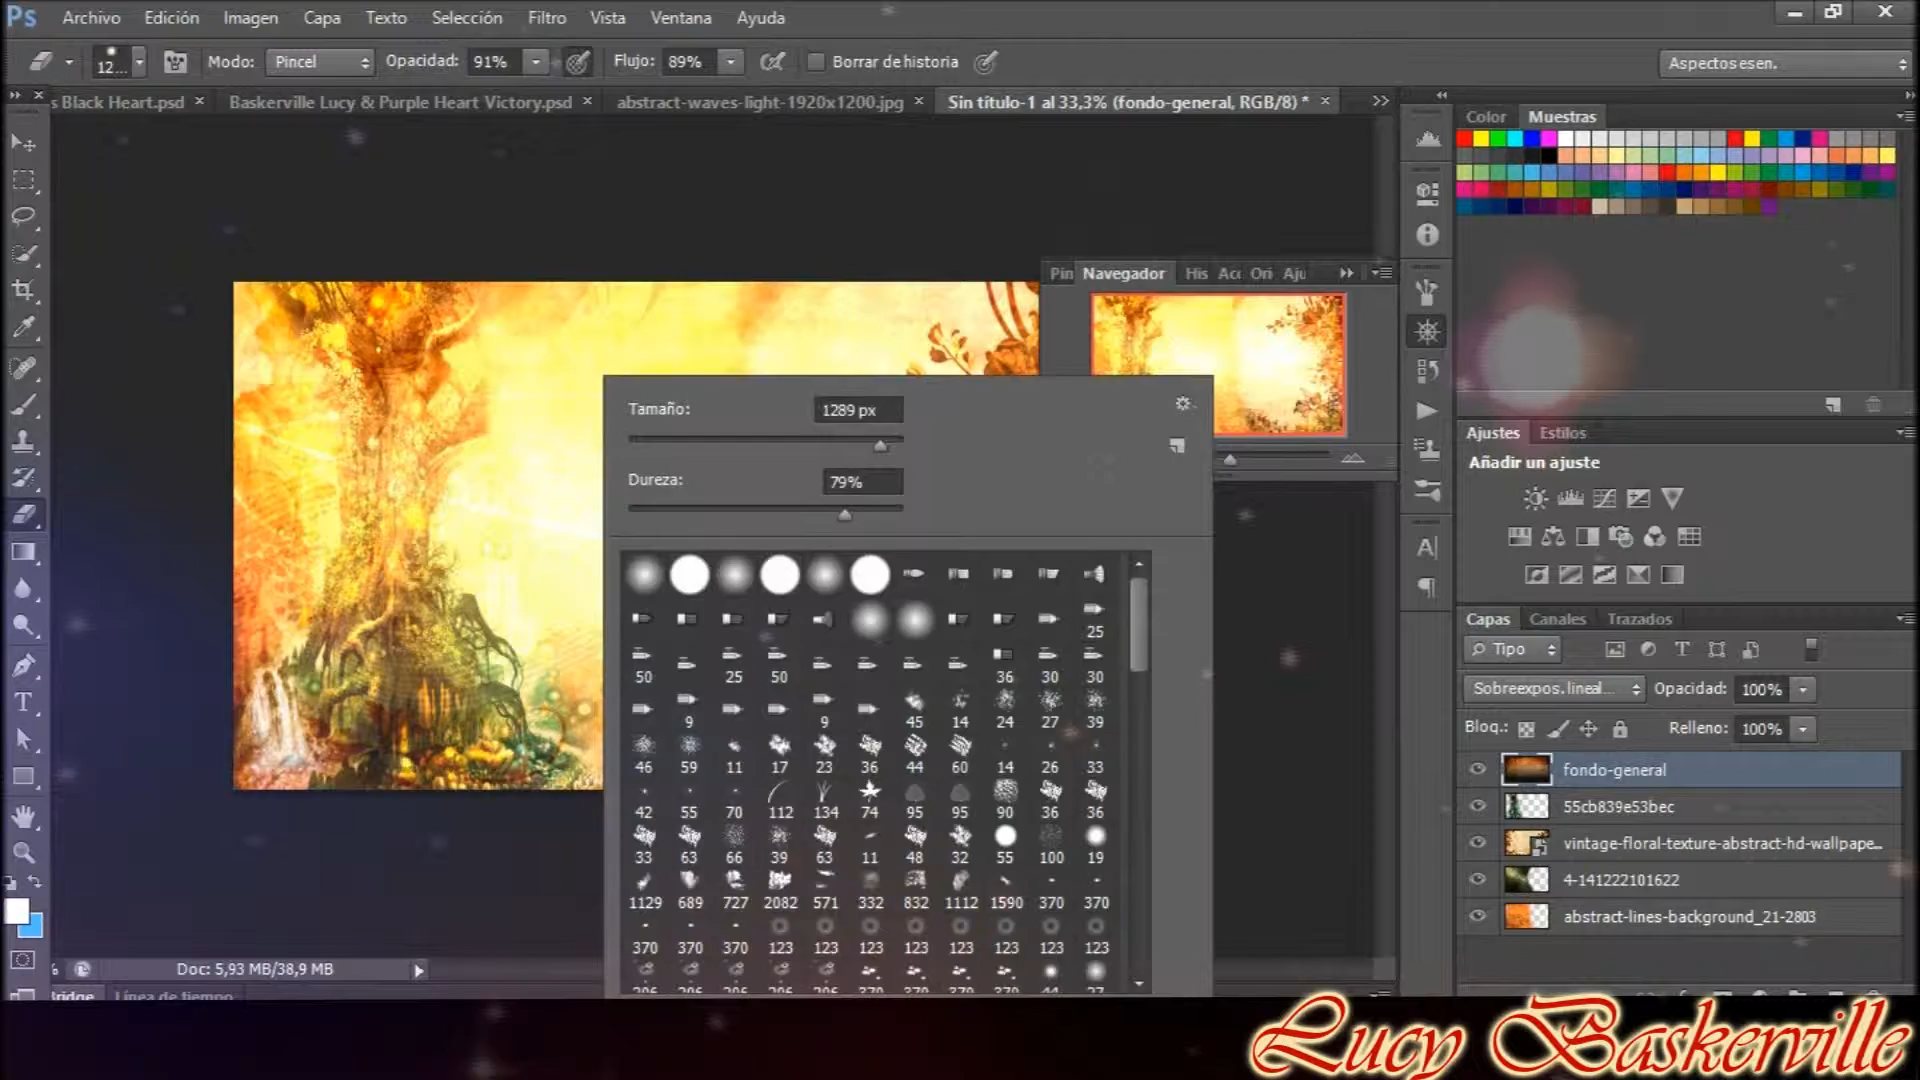 Ps Archivo Edición Imagen Capa Texto Selección Filtro Vista Ventana Ayuda
12... Modo: Pincel Opacidad: 91% Flujo: 89% Borrar de historia Aspectos esen.
s Black Heart.psd × Baskerville Lucy & Purple Heart Victory.psd × abstract-waves-light-1920x1200.jpg × Sin título-1 al 33,3% (fondo-general, RGB/8) * ×
Color Muestras
Pin Navegador His Acc Ori Aju
Tamaño: 1289 px
Dureza: 79%
25
50 25 50 36 30 30
9 9 45 14 24 27 39
46 59 11 17 23 36 44 60 14 26 33
42 55 70 112 134 74 95 95 90 36 36
33 63 66 39 63 11 48 32 55 100 19
1129 689 727 2082 571 332 832 1112 1590 370 370
370 370 370 123 123 123 123 123 123 123 123
Ajustes Estilos
Añadir un ajuste
Capas Canales Trazados
Tipo
Sobreexpos. lineal... Opacidad: 100%
Bloq.: Relleno: 100%
fondo-general
55cb839e53bec
vintage-floral-texture-abstract-hd-wallpape...
4-141222101622
abstract-lines-background_21-2803
Doc: 5,93 MB/38,9 MB
Bridge Línea de tiempo
Lucy Baskerville